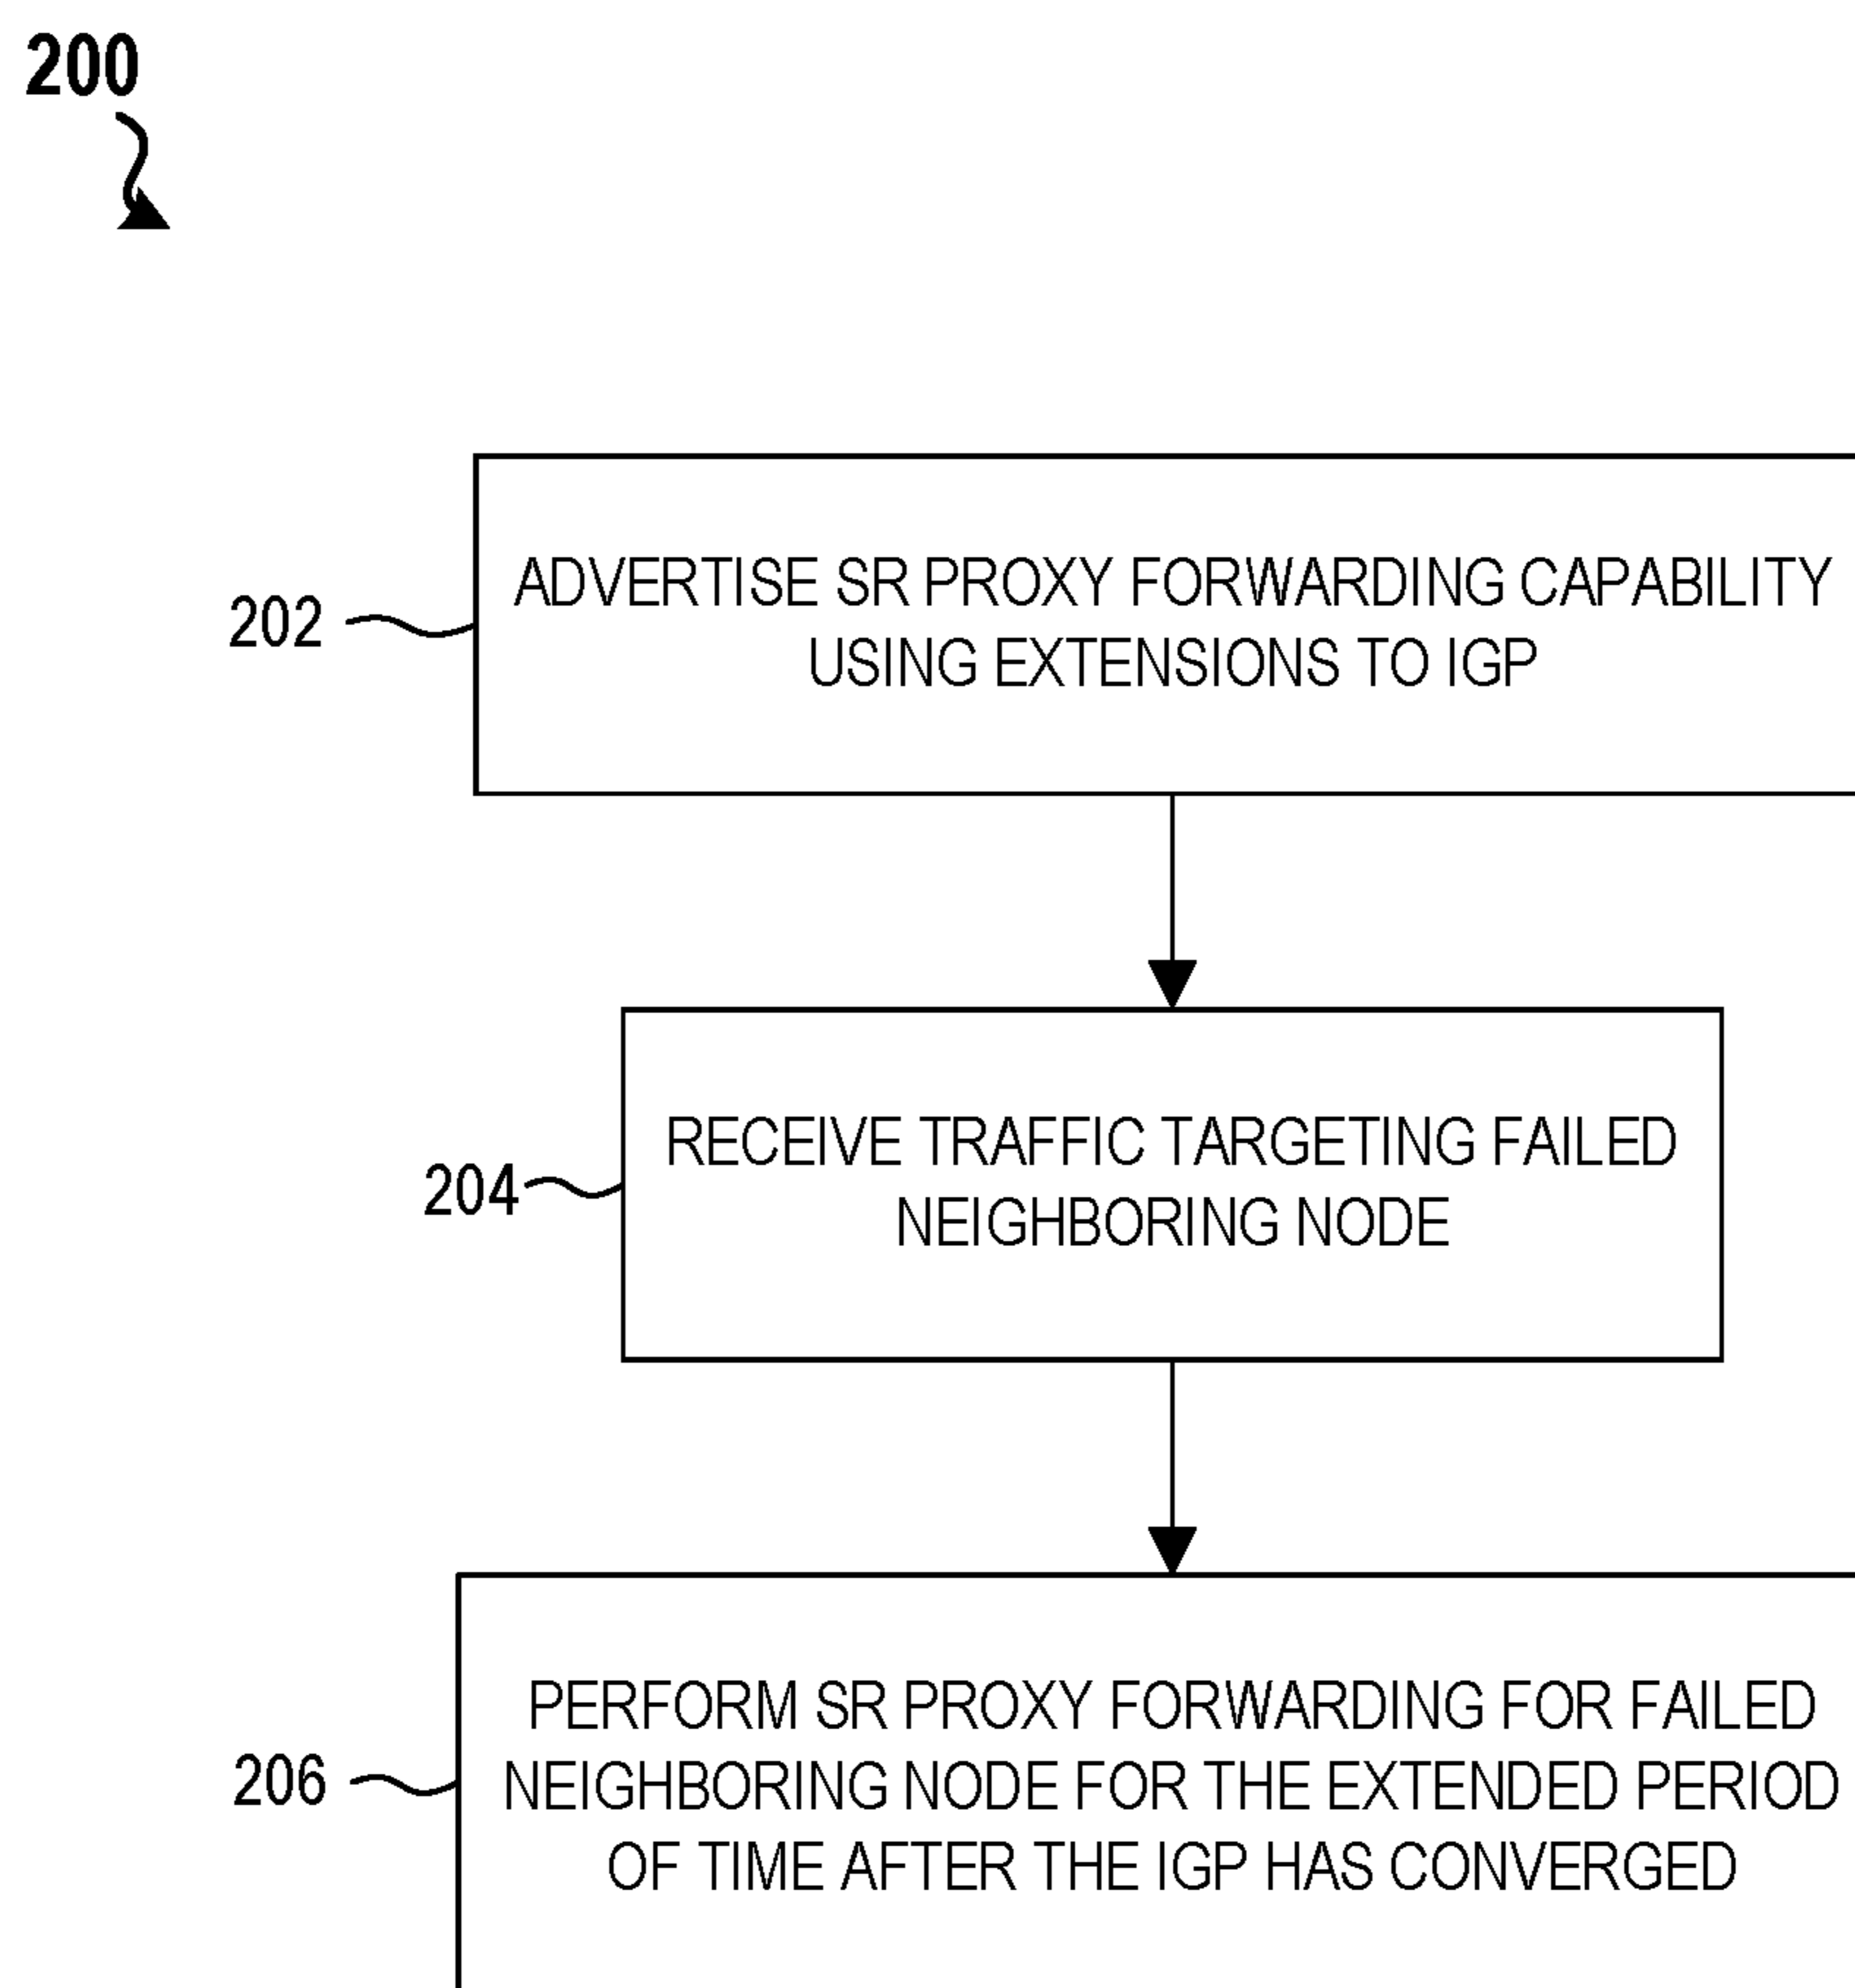 200
202
ADVERTISE SR PROXY FORWARDING CAPABILITY
USING EXTENSIONS TO IGP
204
RECEIVE TRAFFIC TARGETING FAILED
NEIGHBORING NODE
206
PERFORM SR PROXY FORWARDING FOR FAILED
NEIGHBORING NODE FOR THE EXTENDED PERIOD
OF TIME AFTER THE IGP HAS CONVERGED